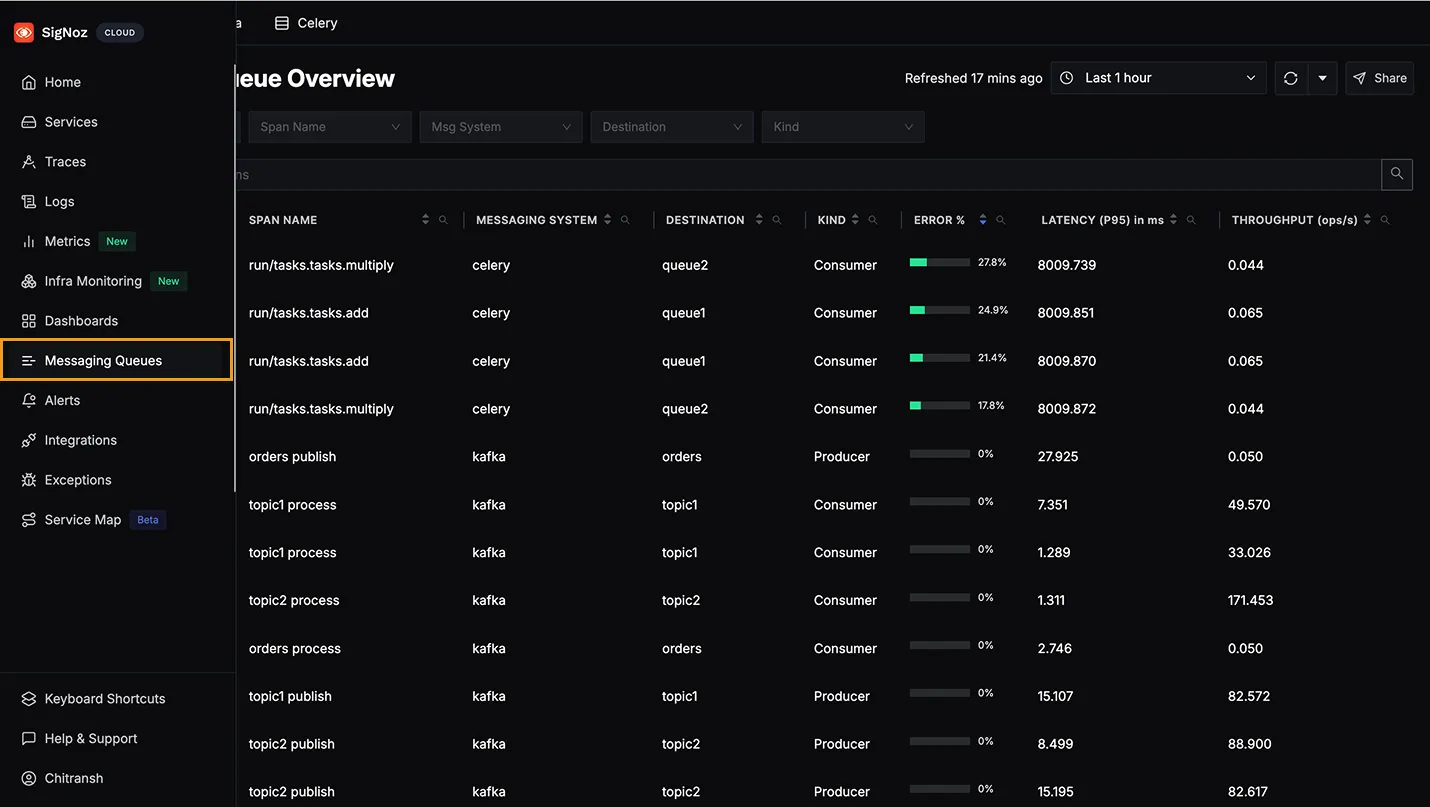 SigNoz CLOUD
Home
Services
Traces
Logs
Metrics New
Infra Monitoring New
Dashboards
Messaging Queues
Alerts
Integrations
Exceptions
Service Map Beta
Keyboard Shortcuts
Help & Support
Chitransh
a Celery
eue Overview
Refreshed 17 mins ago Last 1 hour Share
Span Name Msg System Destination Kind
ns
SPAN NAME MESSAGING SYSTEM DESTINATION KIND ERROR % LATENCY (P95) in ms THROUGHPUT (ops/s)
run/tasks.tasks.multiply celery queue2 Consumer 27.8% 8009.739 0.044
run/tasks.tasks.add celery queue1 Consumer 24.9% 8009.851 0.065
run/tasks.tasks.add celery queue1 Consumer 21.4% 8009.870 0.065
run/tasks.tasks.multiply celery queue2 Consumer 17.8% 8009.872 0.044
orders publish kafka orders Producer 0% 27.925 0.050
topic1 process kafka topic1 Consumer 0% 7.351 49.570
topic1 process kafka topic1 Consumer 0% 1.289 33.026
topic2 process kafka topic2 Consumer 0% 1.311 171.453
orders process kafka orders Consumer 0% 2.746 0.050
topic1 publish kafka topic1 Producer 0% 15.107 82.572
topic2 publish kafka topic2 Producer 0% 8.499 88.900
topic2 publish kafka topic2 Producer 0% 15.195 82.617